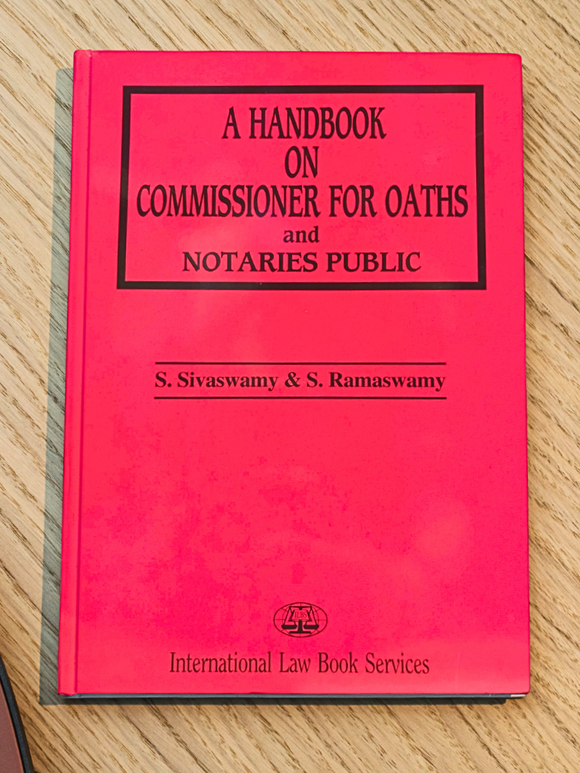 A HANDBOOK
ON
COMMISSIONER FOR OATHS
and
NOTARIES PUBLIC
S. Sivaswamy & S. Ramaswamy
International Law Book Services